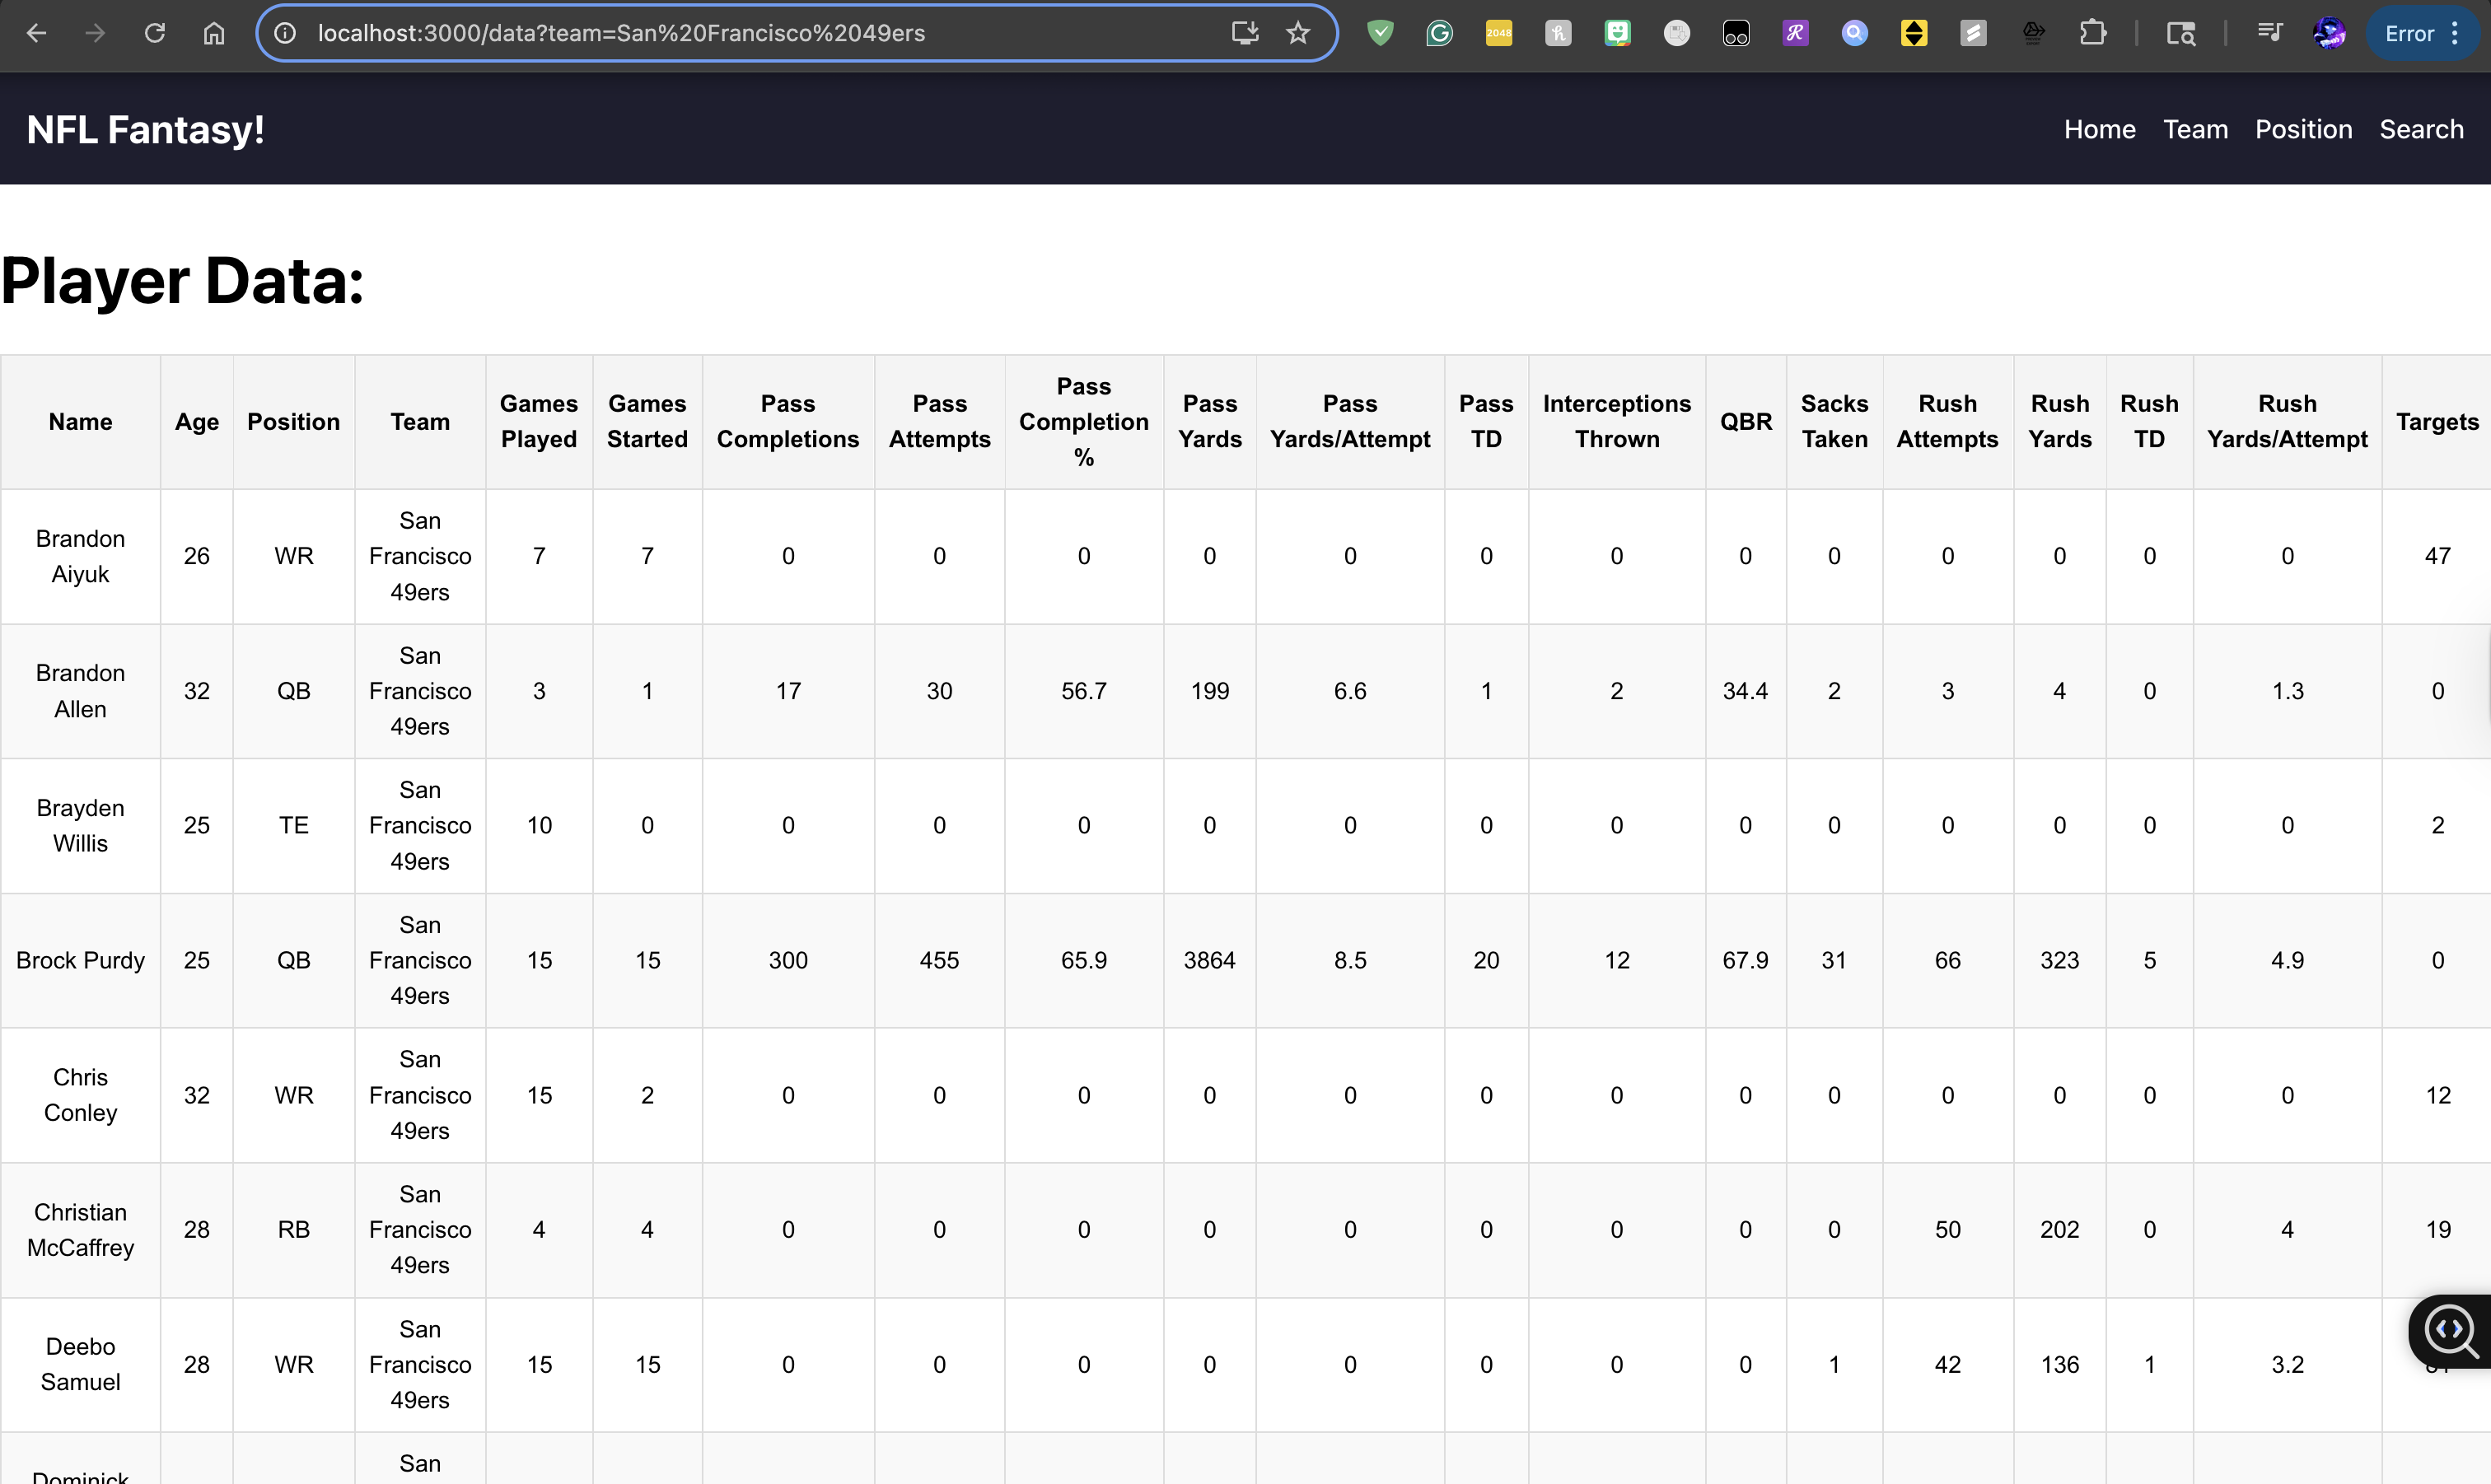 localhost:3000/data?team=San%20Francisco%2049ers
2048
Error
NFL Fantasy!
Home Team Position Search
Player Data:
Name Age Position Team Games Played Games Started Pass Completions Pass Attempts Pass Completion % Pass Yards Pass Yards/Attempt Pass TD Interceptions Thrown QBR Sacks Taken Rush Attempts Rush Yards Rush TD Rush Yards/Attempt Targets
Brandon Aiyuk 26 WR San Francisco 49ers 7 7 0 0 0 0 0 0 0 0 0 0 0 0 0 47
Brandon Allen 32 QB San Francisco 49ers 3 1 17 30 56.7 199 6.6 1 2 34.4 2 3 4 0 1.3 0
Brayden Willis 25 TE San Francisco 49ers 10 0 0 0 0 0 0 0 0 0 0 0 0 0 0 2
Brock Purdy 25 QB San Francisco 49ers 15 15 300 455 65.9 3864 8.5 20 12 67.9 31 66 323 5 4.9 0
Chris Conley 32 WR San Francisco 49ers 15 2 0 0 0 0 0 0 0 0 0 0 0 0 0 12
Christian McCaffrey 28 RB San Francisco 49ers 4 4 0 0 0 0 0 0 0 0 0 50 202 0 4 19
Deebo Samuel 28 WR San Francisco 49ers 15 15 0 0 0 0 0 0 0 0 1 42 136 1 3.2
Dominick San